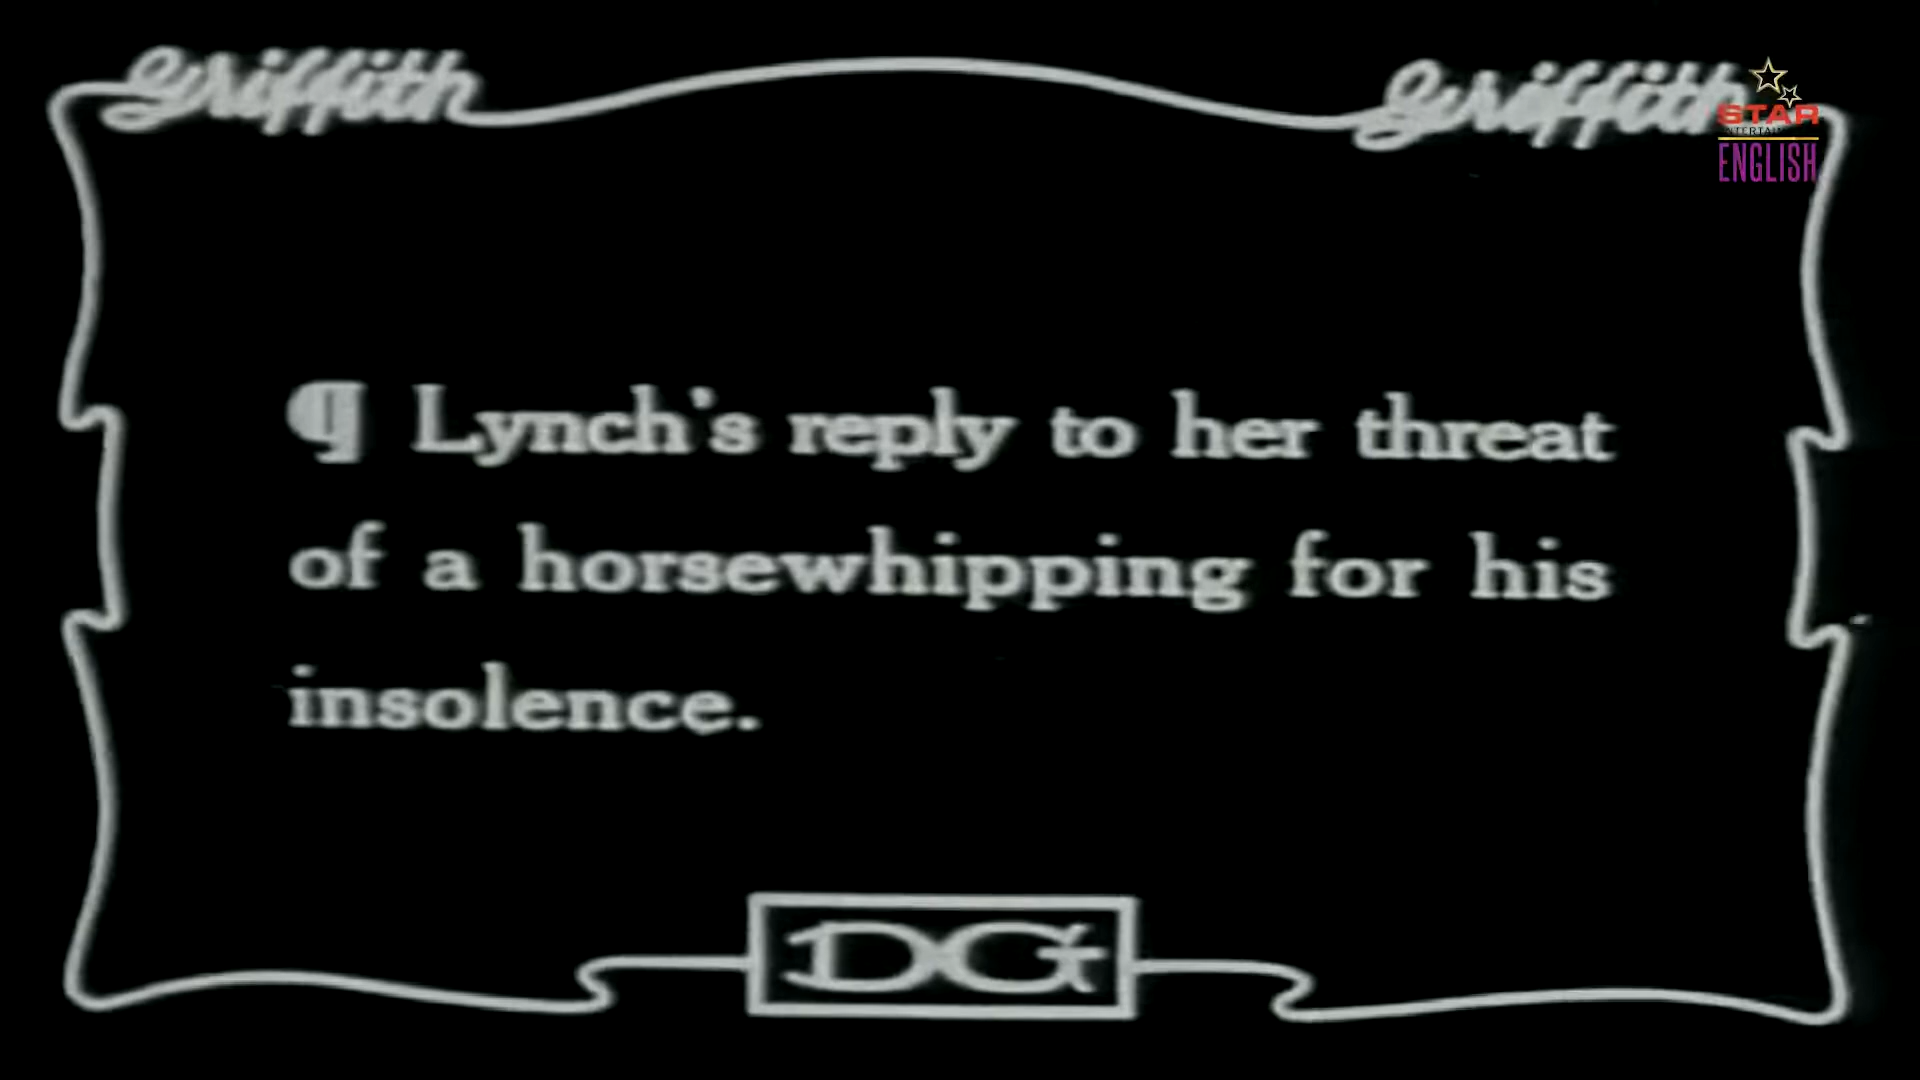 Griffith Griffith
STAR
ENGLISH
¶ Lynch's reply to her threat
of a horsewhipping for his
insolence.
DG